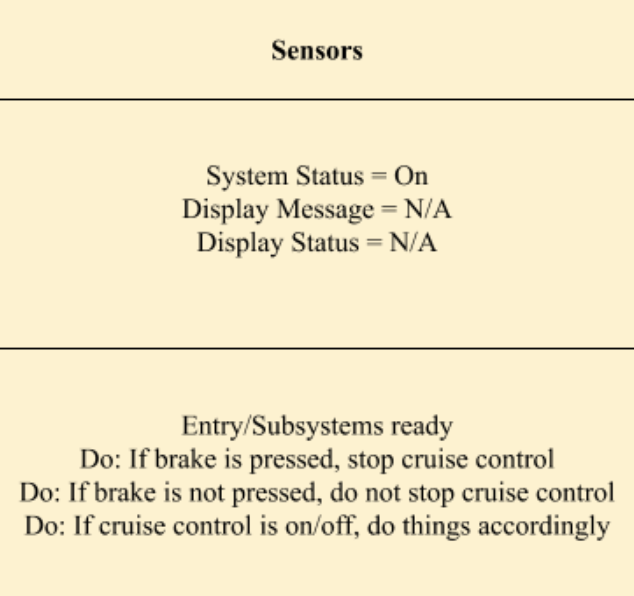 Sensors
System Status = On
Display Message = N/A
Display Status = N/A
Entry/Subsystems ready
Do: If brake is pressed, stop cruise control
Do: If brake is not pressed, do not stop cruise control
Do: If cruise control is on/off, do things accordingly